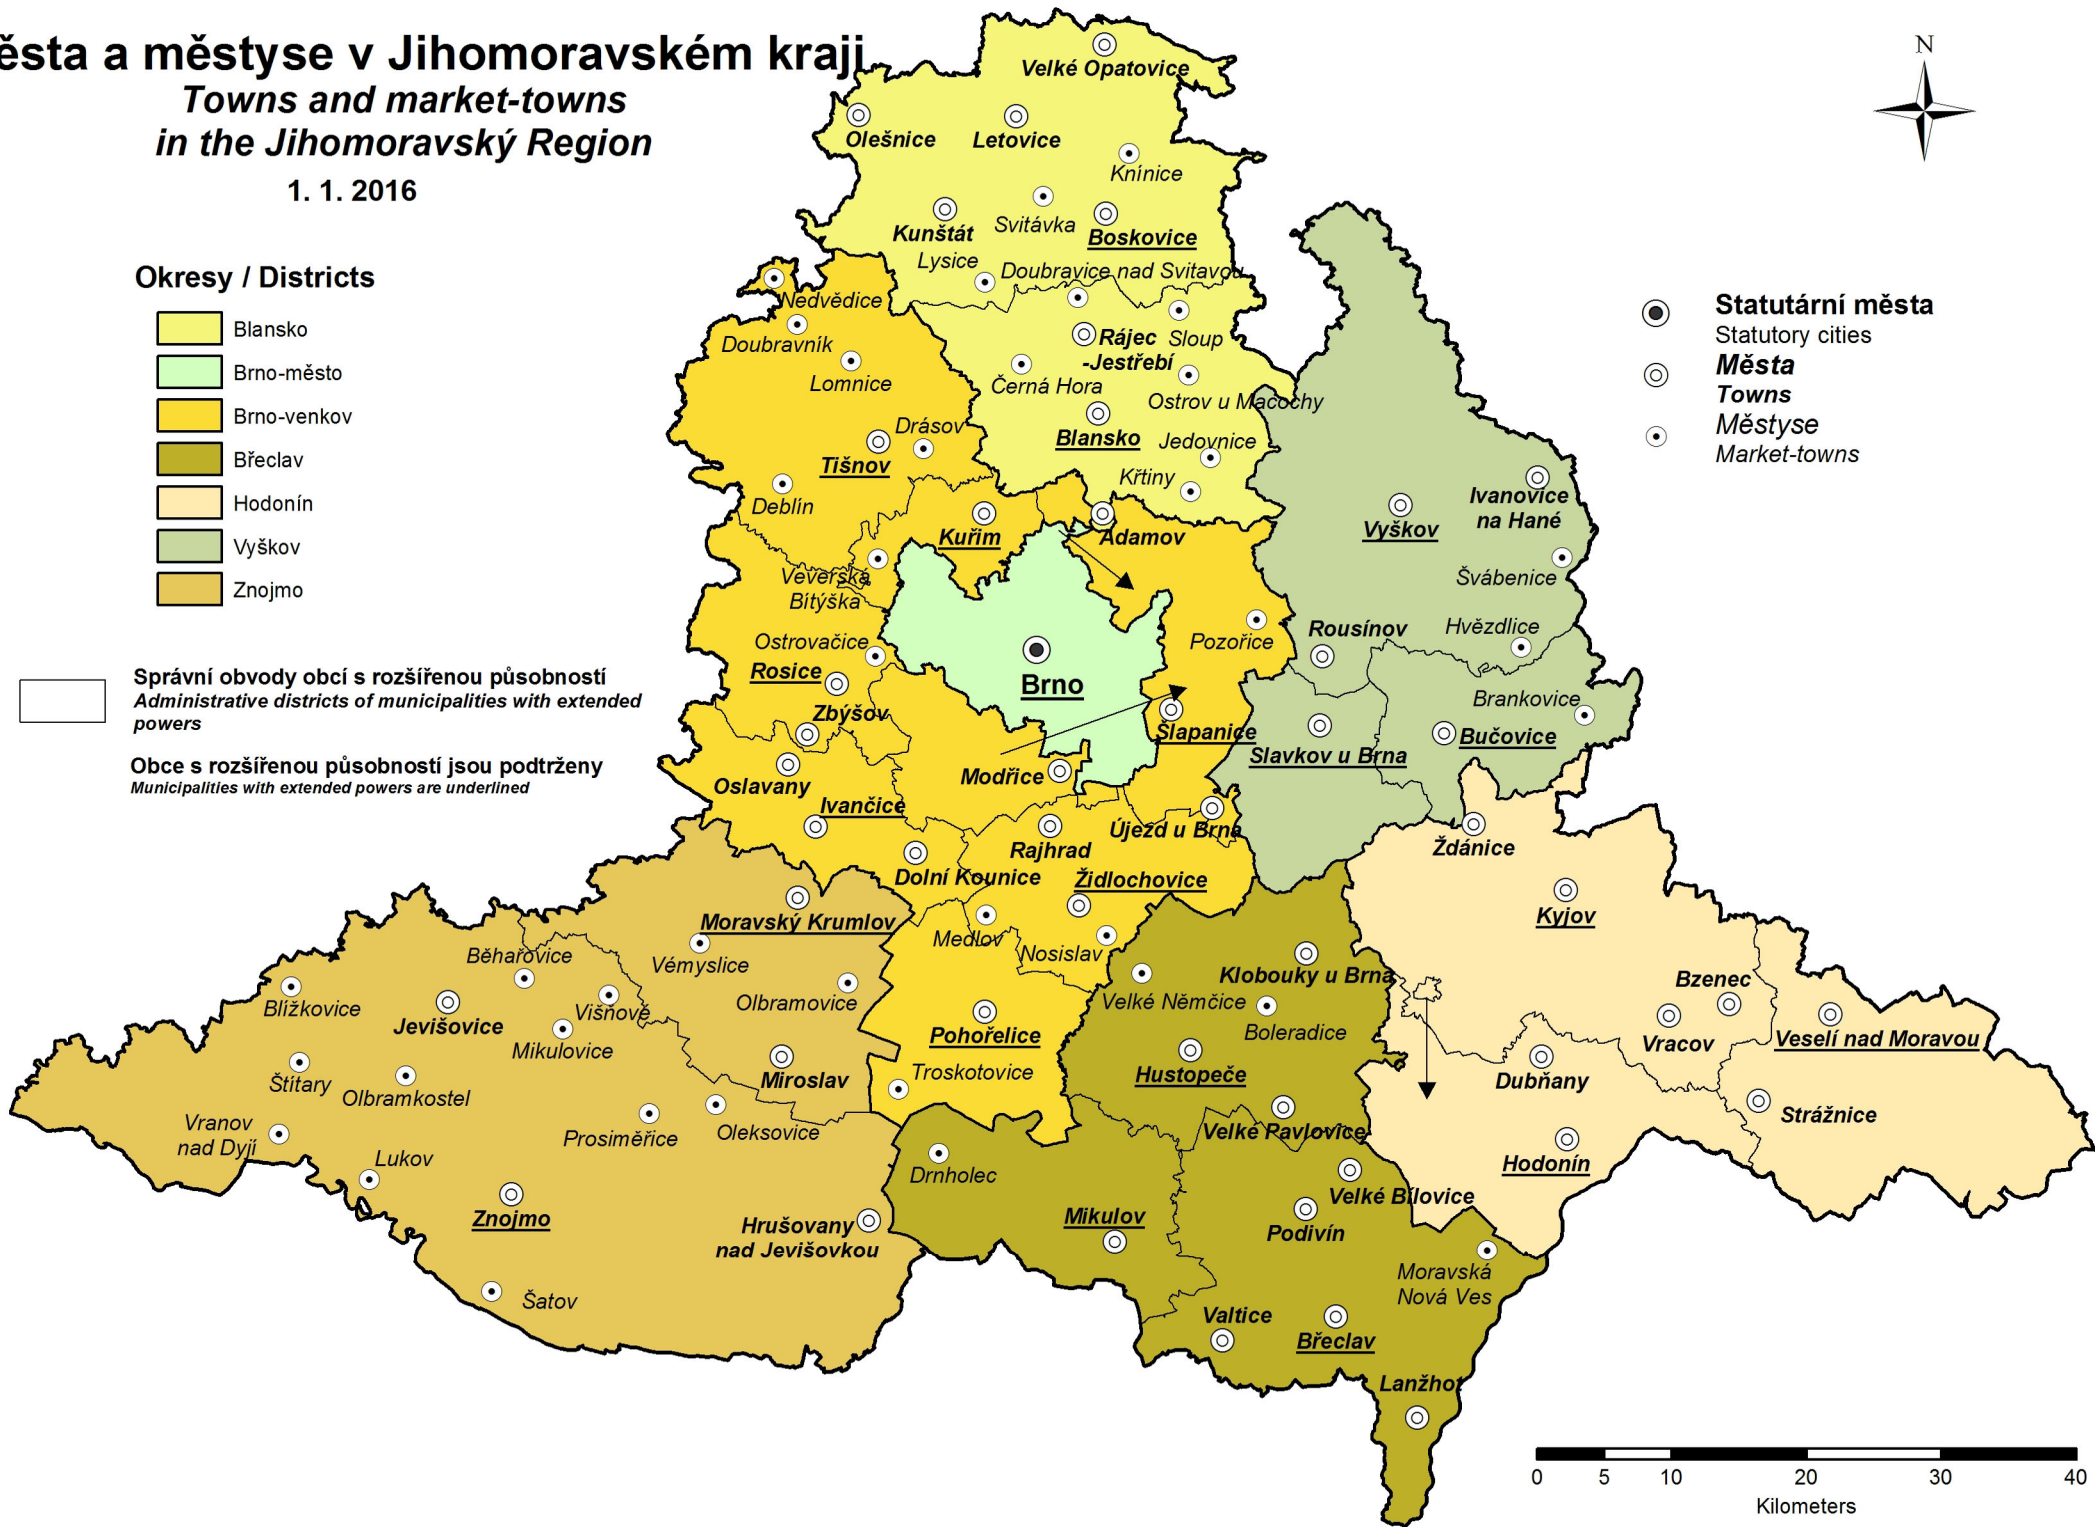 ěsta a městyse v Jihomoravském kraji
Towns and market-towns
in the Jihomoravský Region
1. 1. 2016
N
Okresy / Districts
Blansko
Brno-město
Brno-venkov
Břeclav
Hodonín
Vyškov
Znojmo
Správní obvody obcí s rozšířenou působností
Administrative districts of municipalities with extended
powers
Obce s rozšířenou působností jsou podtrženy
Municipalities with extended powers are underlined
Statutární města
Statutory cities
Města
Towns
Městyse
Market-towns
Velké Opatovice
Olešnice
Letovice
Knínice
Kunštát
Svitávka
Boskovice
Lysice
Doubravice nad Svitavou
Nedvědice
Doubravník
Rájec
-Jestřebí
Sloup
Lomnice
Černá Hora
Ostrov u Macochy
Drásov
Blansko
Jedovnice
Tišnov
Křtiny
Deblín
Kuřim
Adamov
Vyškov
Ivanovice
na Hané
Veverská
Bítýška
Švábenice
Ostrovačice
Pozořice
Rousínov
Hvězdlice
Rosice
Brno
Brankovice
Zbýšov
Šlapanice
Slavkov u Brna
Bučovice
Oslavany
Modřice
Ivančice
Rajhrad
Újezd u Brna
Ždánice
Dolní Kounice
Židlochovice
Moravský Krumlov
Kyjov
Medlov
Nosislav
Běhařovice
Vémyslice
Klobouky u Brna
Bzenec
Blížkovice
Jevišovice
Višňové
Olbramovice
Velké Němčice
Boleradice
Mikulovice
Pohořelice
Vracov
Veselí nad Moravou
Štítary
Olbramkostel
Miroslav
Troskotovice
Hustopeče
Dubňany
Strážnice
Vranov
nad Dyjí
Prosiměřice
Oleksovice
Velké Pavlovice
Lukov
Drnholec
Hodonín
Velké Bílovice
Znojmo
Hrušovany
nad Jevišovkou
Mikulov
Podivín
Moravská
Nová Ves
Šatov
Valtice
Břeclav
Lanžhot
0 5 10 20 30 40
Kilometers